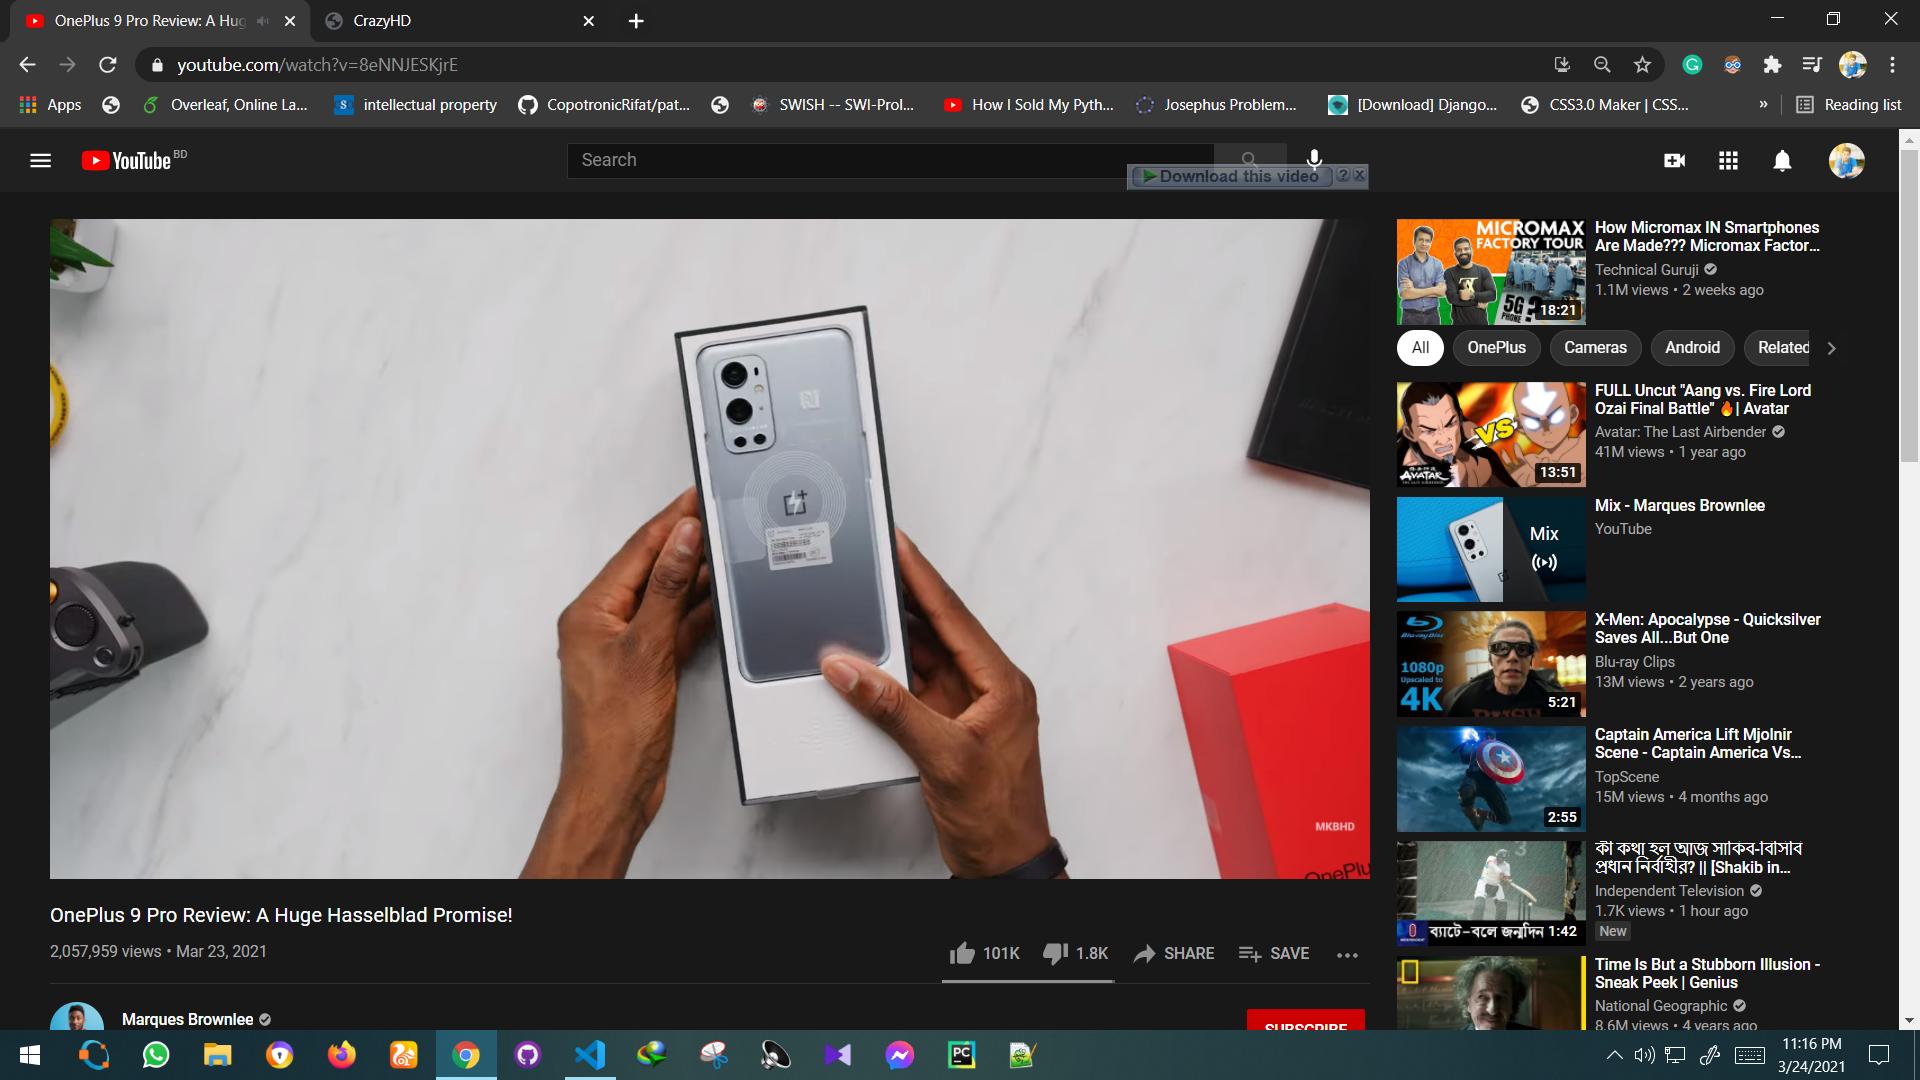 OnePlus 9 Pro Review: A Hug
CrazyHD
youtube.com/watch?v=8eNNJESKjrE
Apps
Overleaf, Online La...
intellectual property
CopotronicRifat/pat...
SWISH -- SWI-Prol...
How I Sold My Pyth...
Josephus Problem...
[Download] Django...
CSS3.0 Maker | CSS...
»
Reading list
YouTube BD
Search
Download this video
MICROMAX
FACTORY TOUR
5G ?
PHONE
18:21
How Micromax IN Smartphones
Are Made??? Micromax Factor...
Technical Guruji
1.1M views • 2 weeks ago
All
OnePlus
Cameras
Android
Related
VS
AVATAR
13:51
FULL Uncut "Aang vs. Fire Lord
Ozai Final Battle" 🔥| Avatar
Avatar: The Last Airbender
41M views • 1 year ago
Mix
Mix - Marques Brownlee
YouTube
Blu-ray Disc
1080p
Upscaled to
4K
RUSH
5:21
X-Men: Apocalypse - Quicksilver
Saves All...But One
Blu-ray Clips
13M views • 2 years ago
2:55
Captain America Lift Mjolnir
Scene - Captain America Vs...
TopScene
15M views • 4 months ago
ব্যাটে-বলে জন্মদিন
1:42
কী কথা হল আজ সাকিব-বিসিবি
প্রধান নির্বাহীর? || [Shakib in...
Independent Television
1.7K views • 1 hour ago
New
Time Is But a Stubborn Illusion -
Sneak Peek | Genius
National Geographic
8.6M views • 4 years ago
MKBHD
OnePlu
OnePlus 9 Pro Review: A Huge Hasselblad Promise!
2,057,959 views • Mar 23, 2021
101K
1.8K
SHARE
SAVE
Marques Brownlee
SUBSCRIBE
PC
11:16 PM
3/24/2021